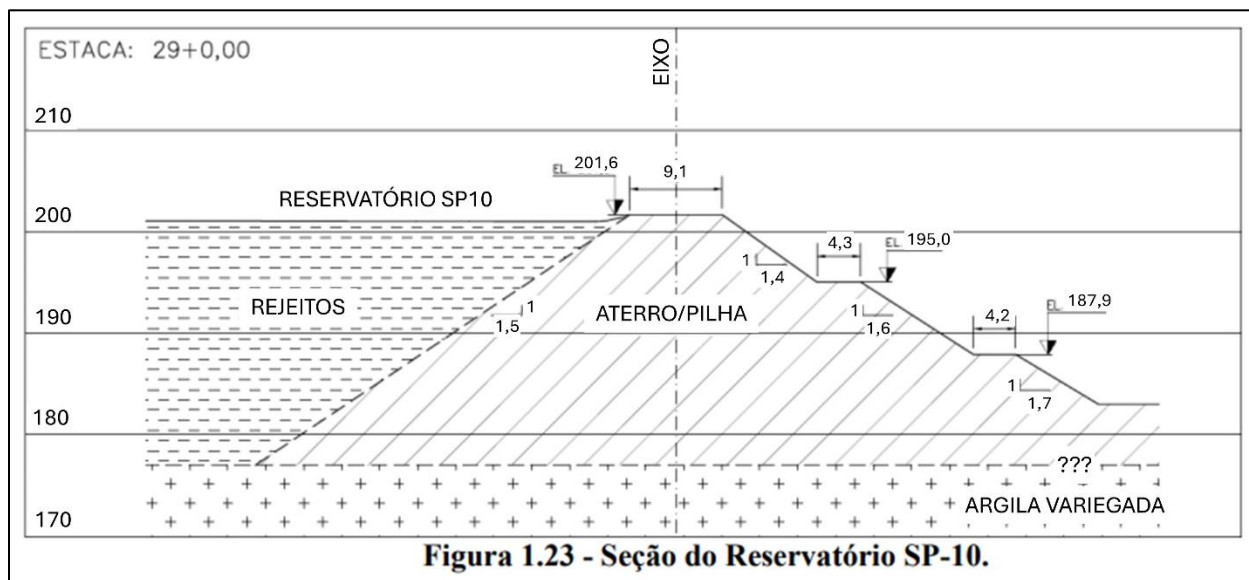 ESTACA: 29+0,00
EIXO
210
EL. 201,6
9,1
RESERVATÓRIO SP10
200
4,3
EL. 195,0
1
1,4
REJEITOS
1
1,5
ATERRO/PILHA
1
1,6
190
4,2
EL. 187,9
1
1,7
180
???
ARGILA VARIEGADA
170
Figura 1.23 - Seção do Reservatório SP-10.